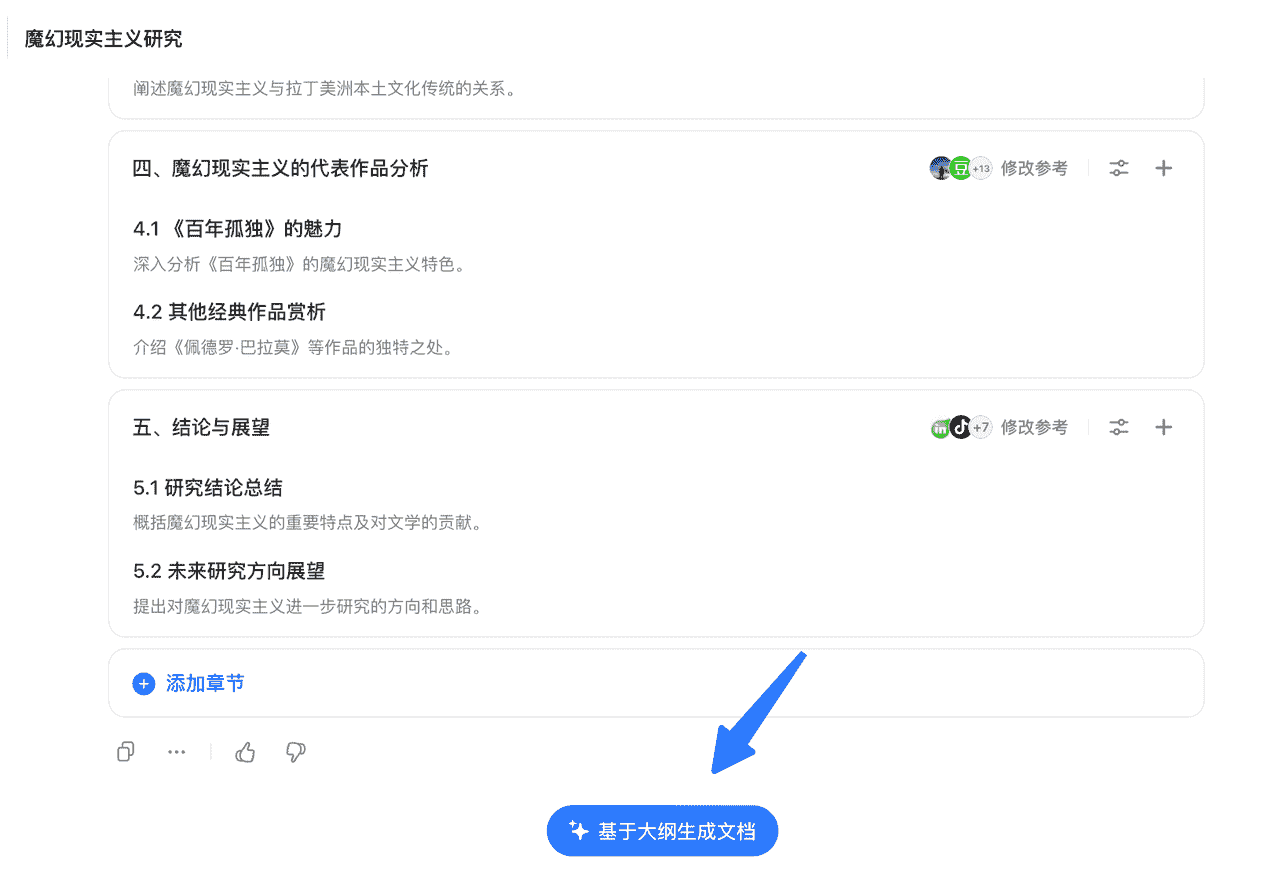 魔幻现实主义研究
阐述魔幻现实主义与拉丁美洲本土文化传统的关系。
四、魔幻现实主义的代表作品分析
豆 +13 修改参考
4.1 《百年孤独》的魅力
深入分析《百年孤独》的魔幻现实主义特色。
4.2 其他经典作品赏析
介绍《佩德罗·巴拉莫》等作品的独特之处。
五、结论与展望
in +7 修改参考
5.1 研究结论总结
概括魔幻现实主义的重要特点及对文学的贡献。
5.2 未来研究方向展望
提出对魔幻现实主义进一步研究的方向和思路。
添加章节
基于大纲生成文档